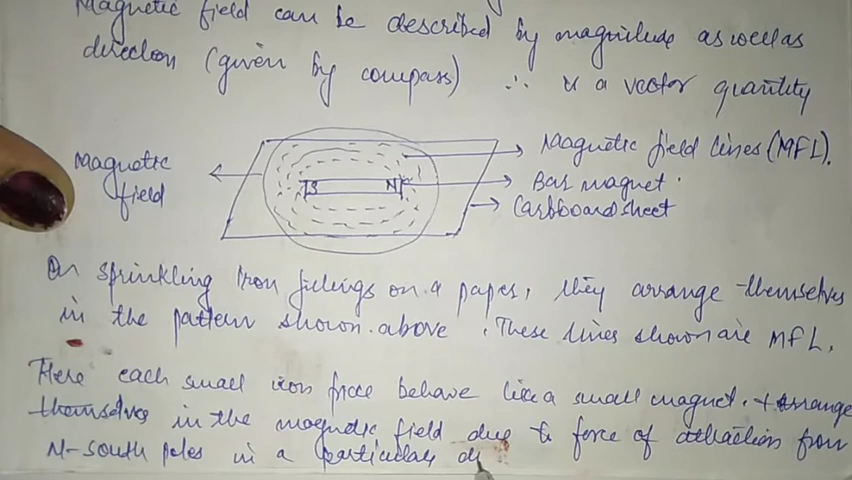 Magnetic field can be described by magnitude as well as
direction (given by compass) ∴ is a vector quantity
Magnetic
field
S N
Magnetic field lines (MFL).
Bar magnet.
Cardboard sheet
On sprinkling Iron fillings on a paper, they arrange themselves
in the pattern shown above. These lines shown are MFL.
Here each small iron piece behave like a small magnet. + arrange
themselves in the magnetic field due to force of attraction from
N-South poles in a particular di